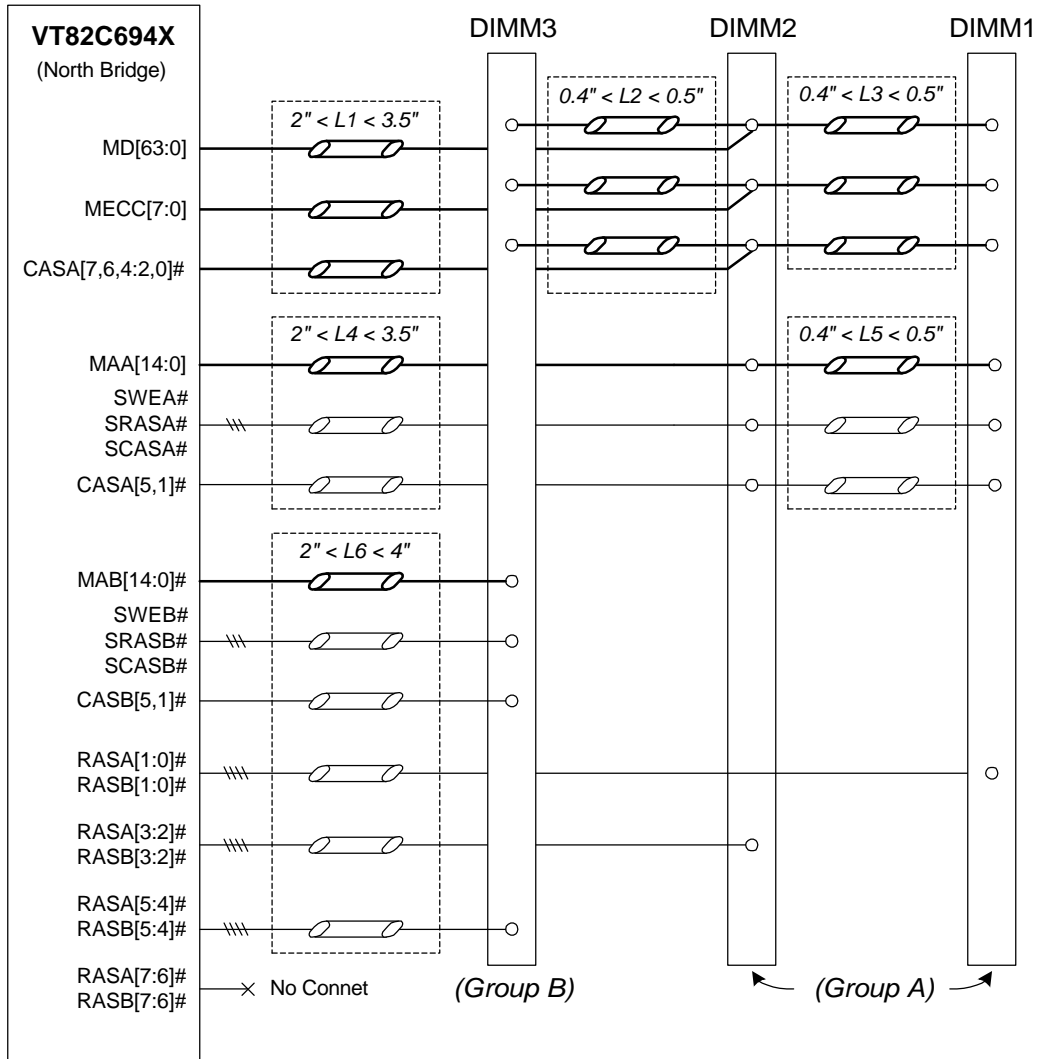 VT82C694X
(North Bridge)
DIMM3
DIMM2
DIMM1
2" < L1 < 3.5"
0.4" < L2 < 0.5"
0.4" < L3 < 0.5"
MD[63:0]
MECC[7:0]
CASA[7,6,4:2,0]#
2" < L4 < 3.5"
0.4" < L5 < 0.5"
MAA[14:0]
SWEA#
SRASA#
SCASA#
CASA[5,1]#
2" < L6 < 4"
MAB[14:0]#
SWEB#
SRASB#
SCASB#
CASB[5,1]#
RASA[1:0]#
RASB[1:0]#
RASA[3:2]#
RASB[3:2]#
RASA[5:4]#
RASB[5:4]#
RASA[7:6]#
RASB[7:6]#
No Connet
(Group B)
(Group A)